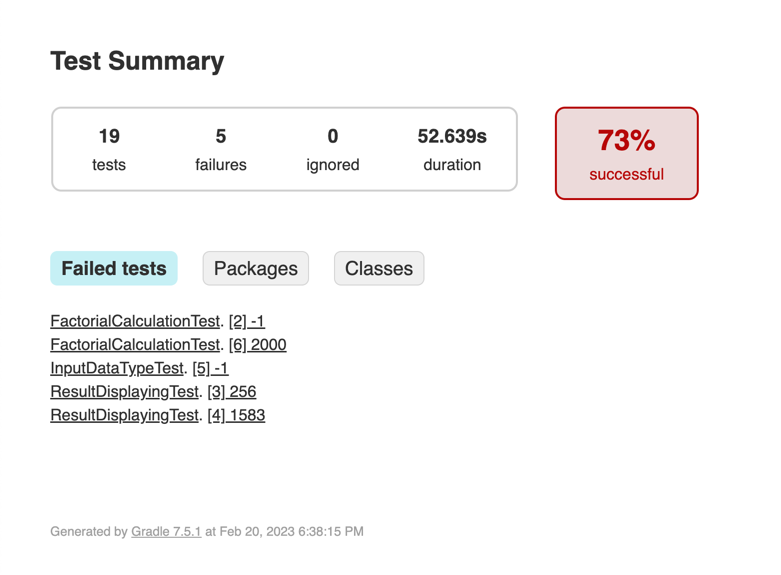 Test Summary
19 5 0 52.639s 73%
tests failures ignored duration successful
Failed tests Packages Classes
FactorialCalculationTest. [2] -1
FactorialCalculationTest. [6] 2000
InputDataTypeTest. [5] -1
ResultDisplayingTest. [3] 256
ResultDisplayingTest. [4] 1583
Generated by Gradle 7.5.1 at Feb 20, 2023 6:38:15 PM